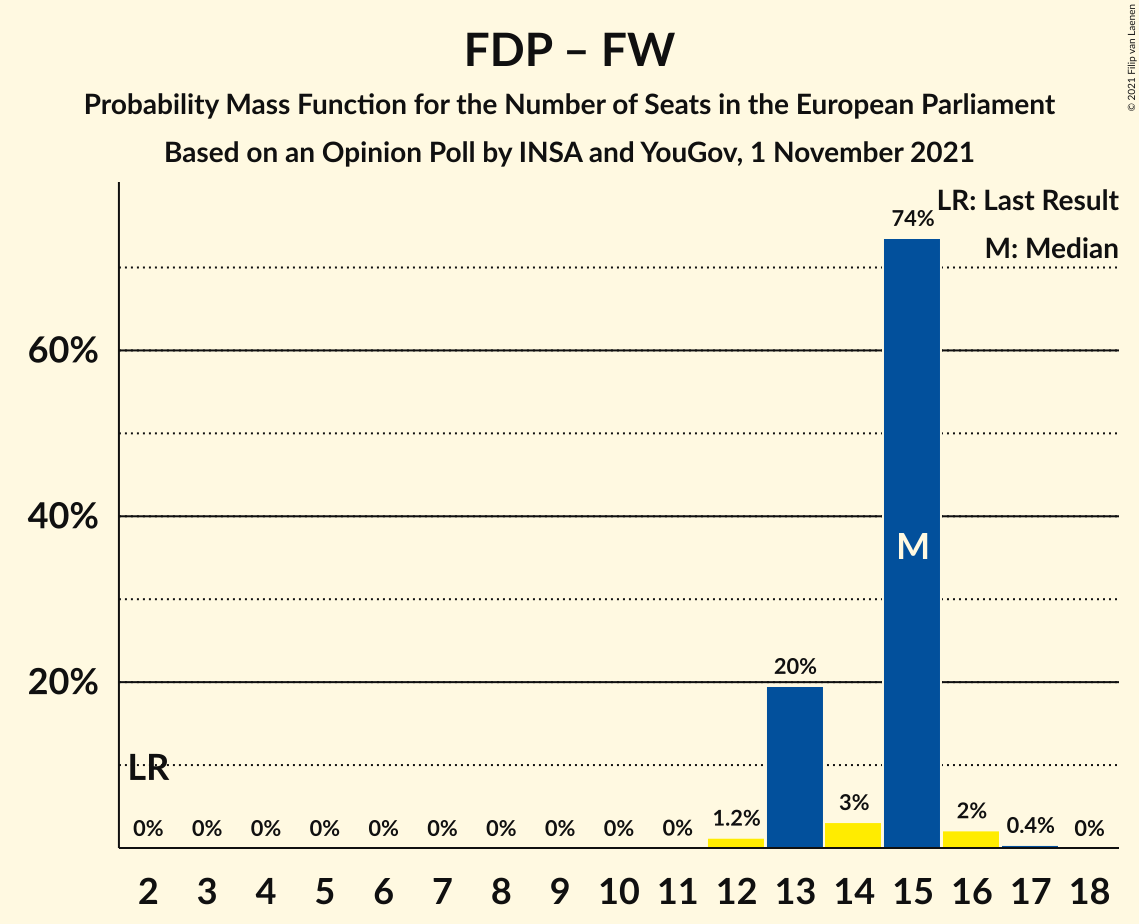 FDP – FW
Probability Mass Function for the Number of Seats in the European Parliament
Based on an Opinion Poll by INSA and YouGov, 1 November 2021
© 2021 Filip van Laenen
LR: Last Result
M: Median
60%
40%
20%
LR
M
0% 0% 0% 0% 0% 0% 0% 0% 0% 0% 1.2% 20% 3% 74% 2% 0.4% 0%
2 3 4 5 6 7 8 9 10 11 12 13 14 15 16 17 18